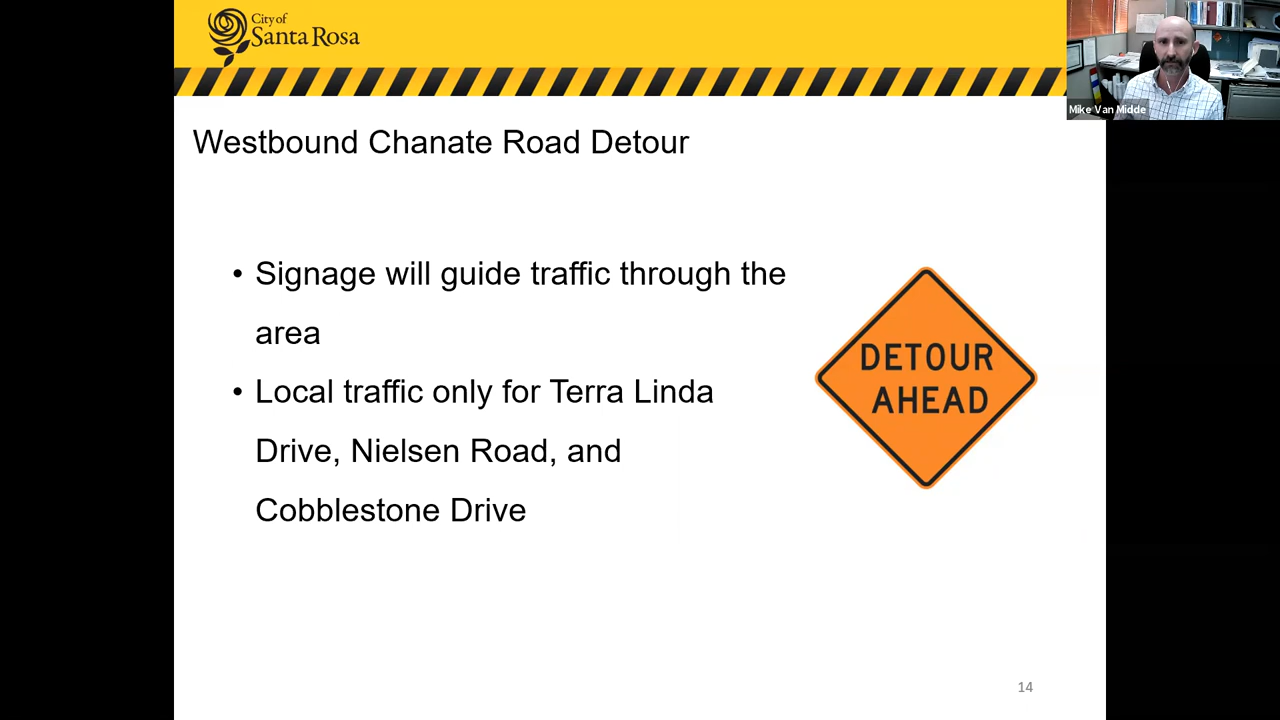 City of
Santa Rosa
Mike Van Midde
Westbound Chanate Road Detour
• Signage will guide traffic through the
area
• Local traffic only for Terra Linda
Drive, Nielsen Road, and
Cobblestone Drive
DETOUR
AHEAD
14